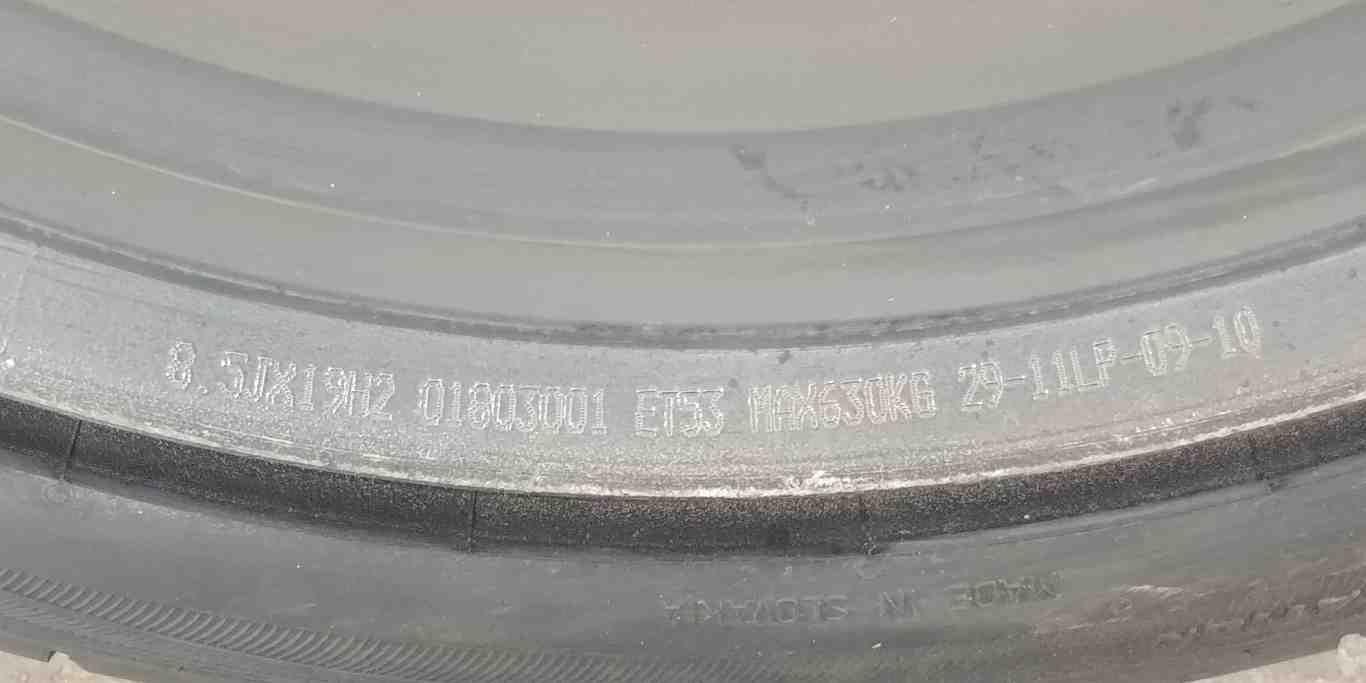 8.5JX19H2 01803001 ET53 MAX630KG 29-11LP-09-10
MADE IN SLOVAKIA